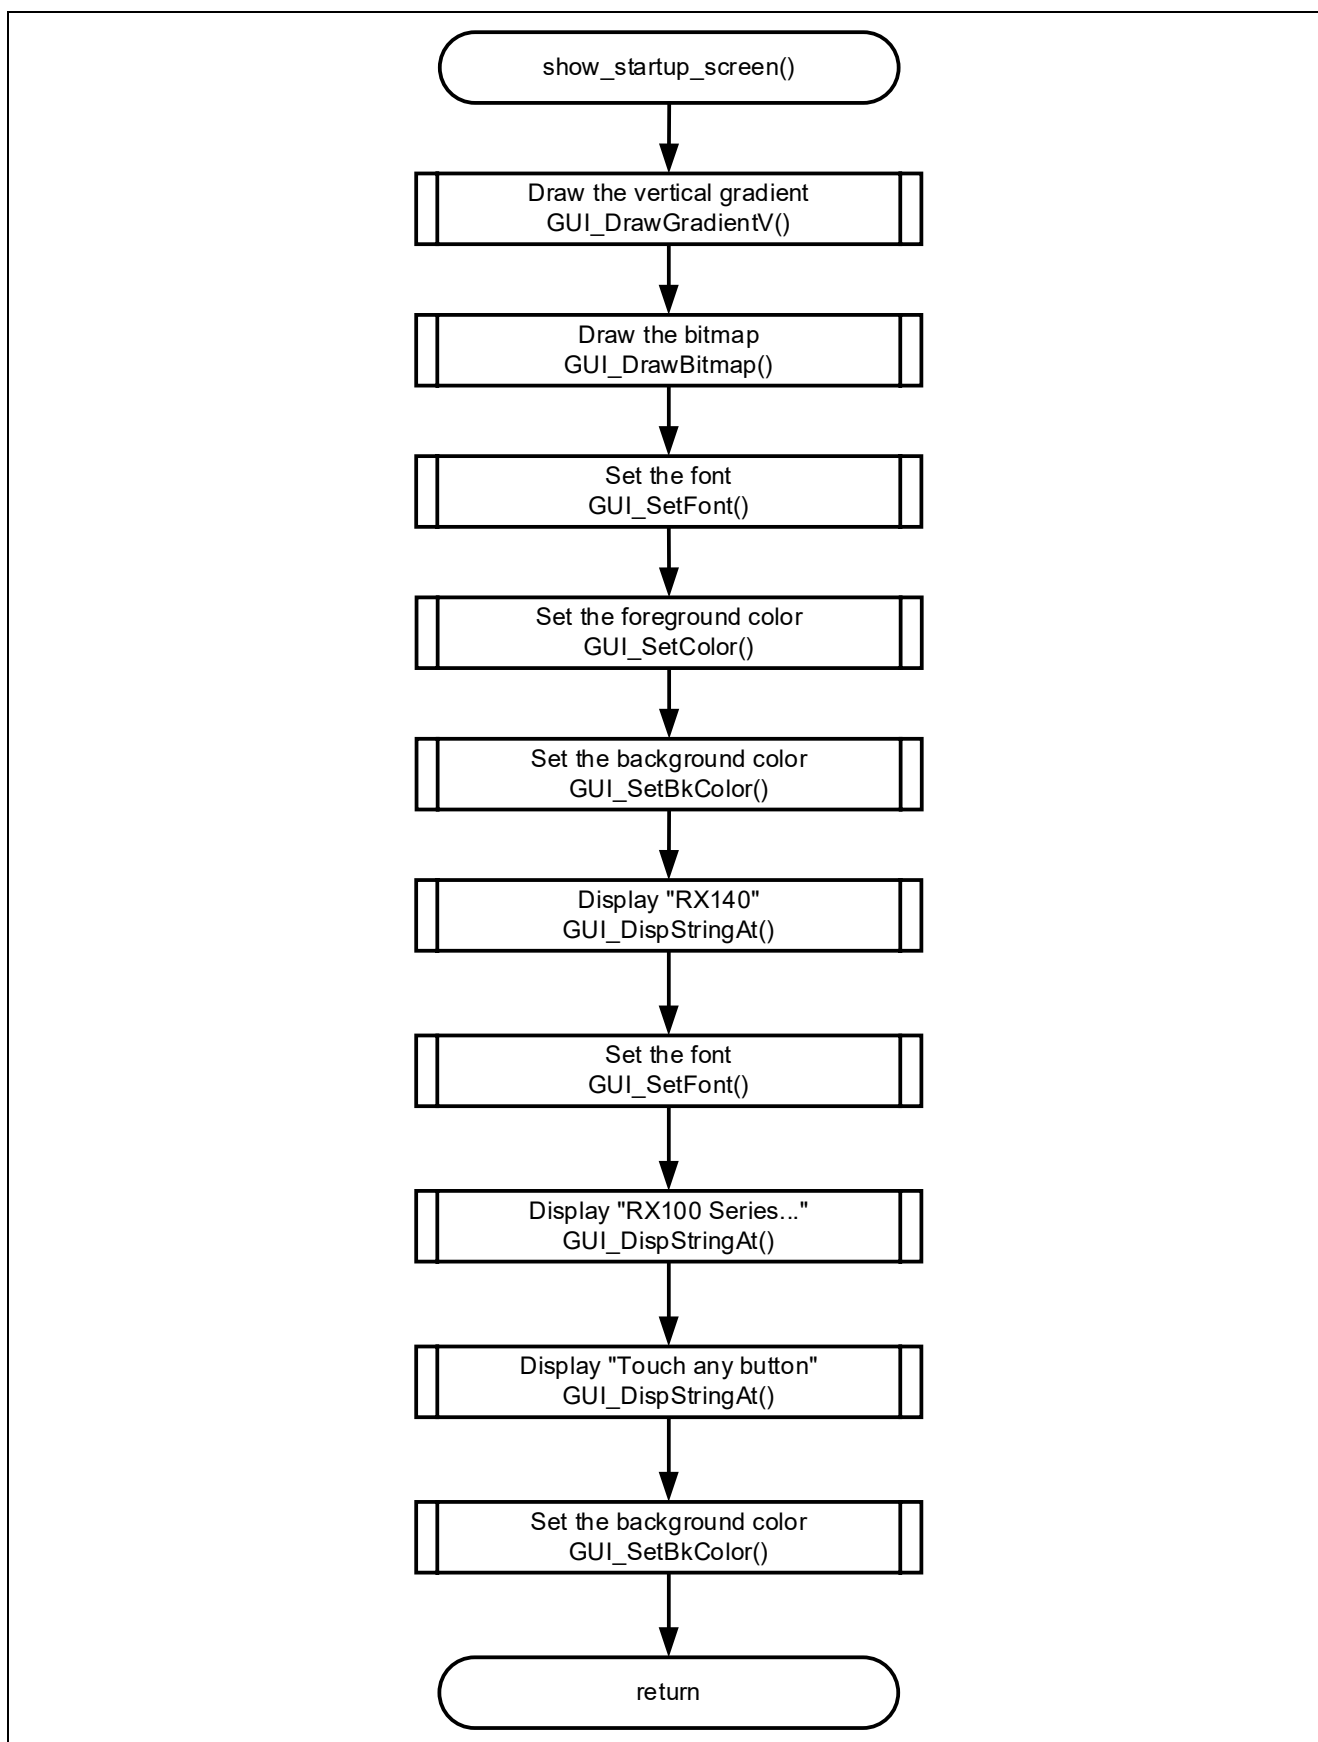 show_startup_screen()
Draw the vertical gradient
GUI_DrawGradientV()
Draw the bitmap
GUI_DrawBitmap()
Set the font
GUI_SetFont()
Set the foreground color
GUI_SetColor()
Set the background color
GUI_SetBkColor()
Display "RX140"
GUI_DispStringAt()
Set the font
GUI_SetFont()
Display "RX100 Series..."
GUI_DispStringAt()
Display "Touch any button"
GUI_DispStringAt()
Set the background color
GUI_SetBkColor()
return